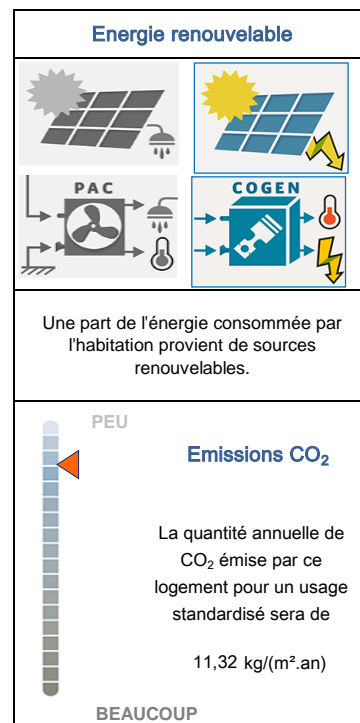 Energie renouvelable
PAC
COGEN
Une part de l'énergie consommée par
l'habitation provient de sources
renouvelables.
PEU
Emissions CO₂
La quantité annuelle de
CO₂ émise par ce
logement pour un usage
standardisé sera de
11,32 kg/(m².an)
BEAUCOUP